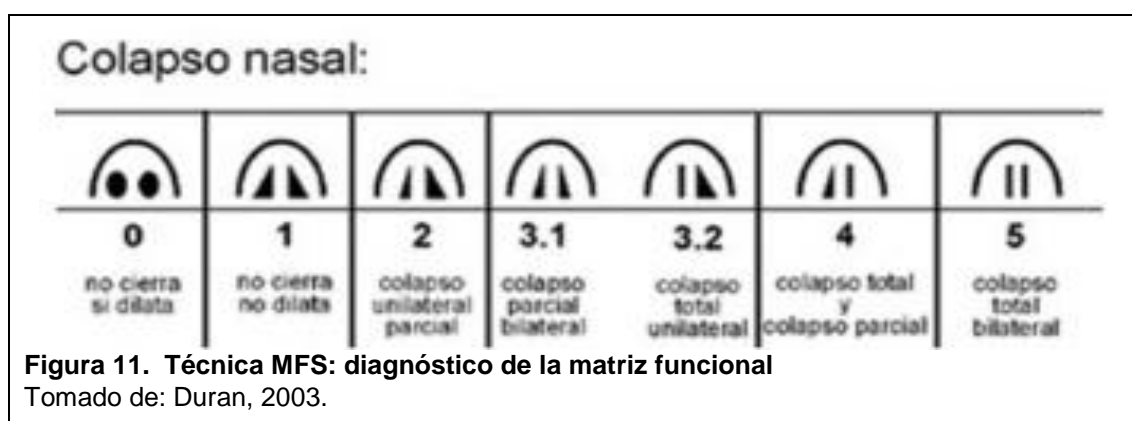 Colapso nasal:
0
1
2
3.1
3.2
4
5
no cierra
si dilata
no cierra
no dilata
colapso
unilateral
parcial
colapso
parcial
bilateral
colapso
total
unilateral
colapso total
y
colapso parcial
colapso
total
bilateral
Figura 11. Técnica MFS: diagnóstico de la matriz funcional
Tomado de: Duran, 2003.